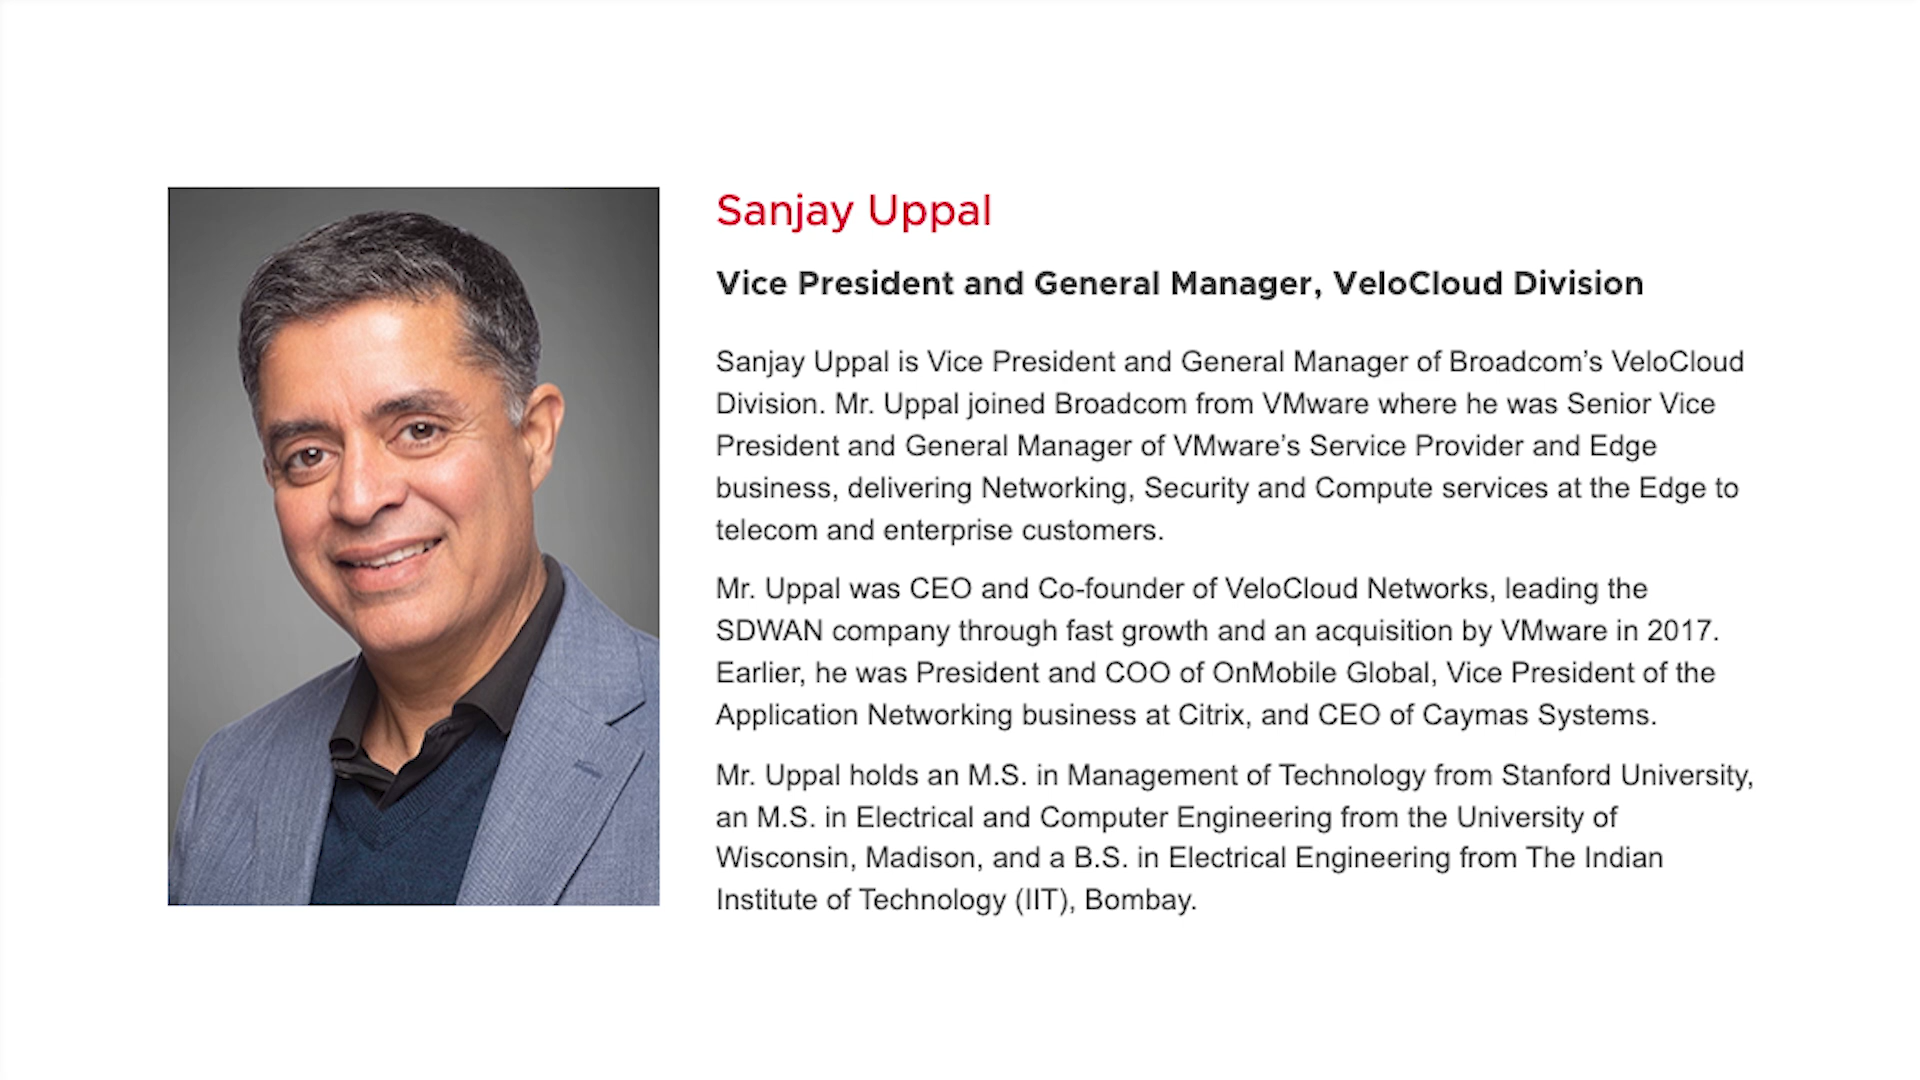 Sanjay Uppal
Vice President and General Manager, VeloCloud Division
Sanjay Uppal is Vice President and General Manager of Broadcom’s VeloCloud
Division. Mr. Uppal joined Broadcom from VMware where he was Senior Vice
President and General Manager of VMware’s Service Provider and Edge
business, delivering Networking, Security and Compute services at the Edge to
telecom and enterprise customers.
Mr. Uppal was CEO and Co-founder of VeloCloud Networks, leading the
SDWAN company through fast growth and an acquisition by VMware in 2017.
Earlier, he was President and COO of OnMobile Global, Vice President of the
Application Networking business at Citrix, and CEO of Caymas Systems.
Mr. Uppal holds an M.S. in Management of Technology from Stanford University,
an M.S. in Electrical and Computer Engineering from the University of
Wisconsin, Madison, and a B.S. in Electrical Engineering from The Indian
Institute of Technology (IIT), Bombay.